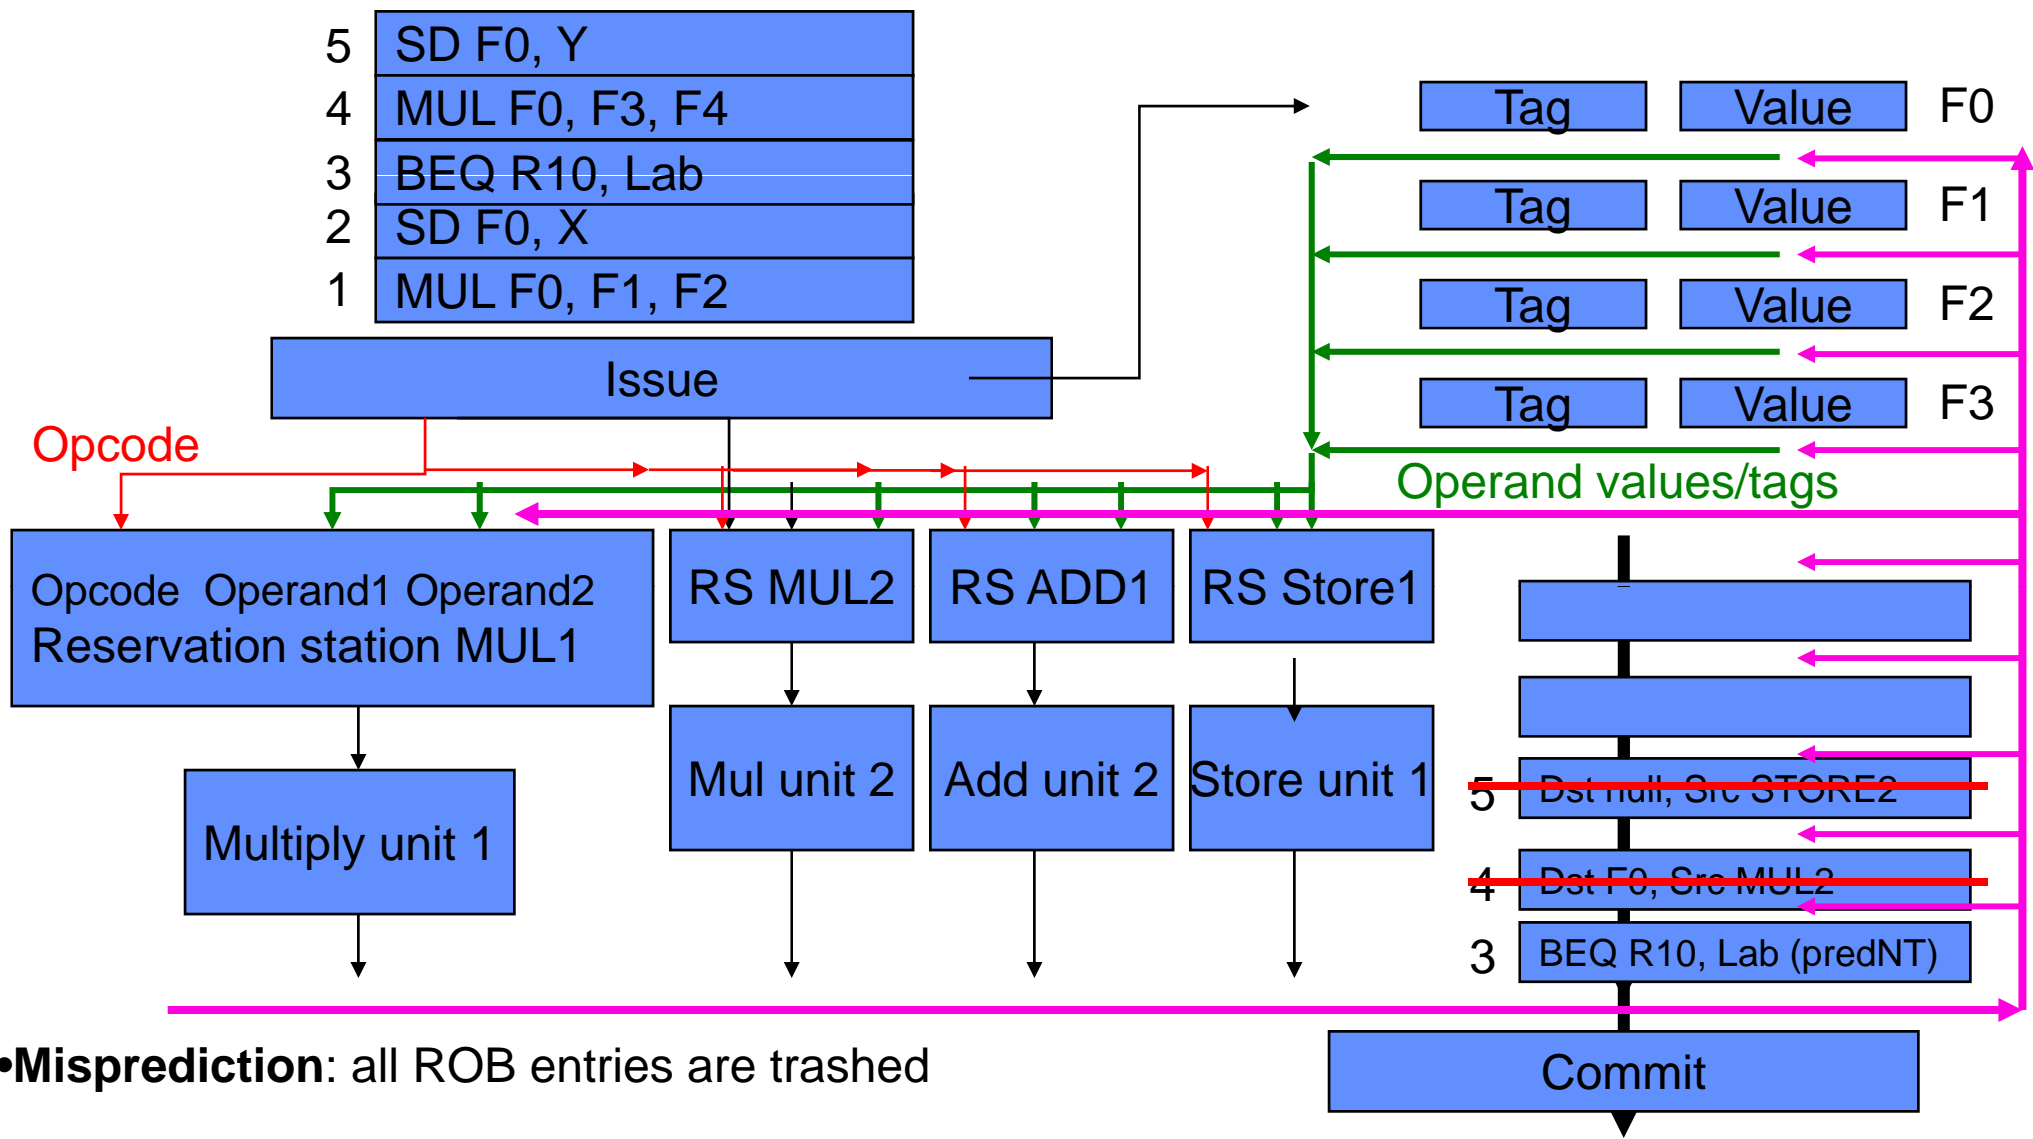 5 SD F0, Y
4 MUL F0, F3, F4
3 BEQ R10, Lab
2 SD F0, X
1 MUL F0, F1, F2
Issue
Tag Value F0
Tag Value F1
Tag Value F2
Tag Value F3
Opcode
Operand values/tags
Opcode Operand1 Operand2
Reservation station MUL1
RS MUL2
RS ADD1
RS Store1
Multiply unit 1
Mul unit 2
Add unit 2
Store unit 1
5 Dst null, Src STORE2
4 Dst F0, Src MUL2
3 BEQ R10, Lab (predNT)
Commit
•Misprediction: all ROB entries are trashed